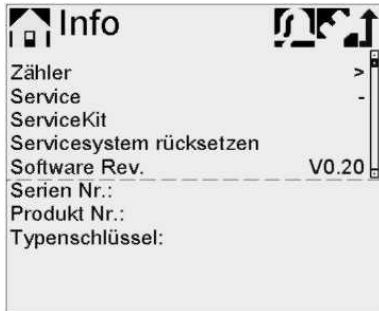 Info
Zähler >
Service -
ServiceKit
Servicesystem rücksetzen
Software Rev. V0.20
Serien Nr.:
Produkt Nr.:
Typenschlüssel: